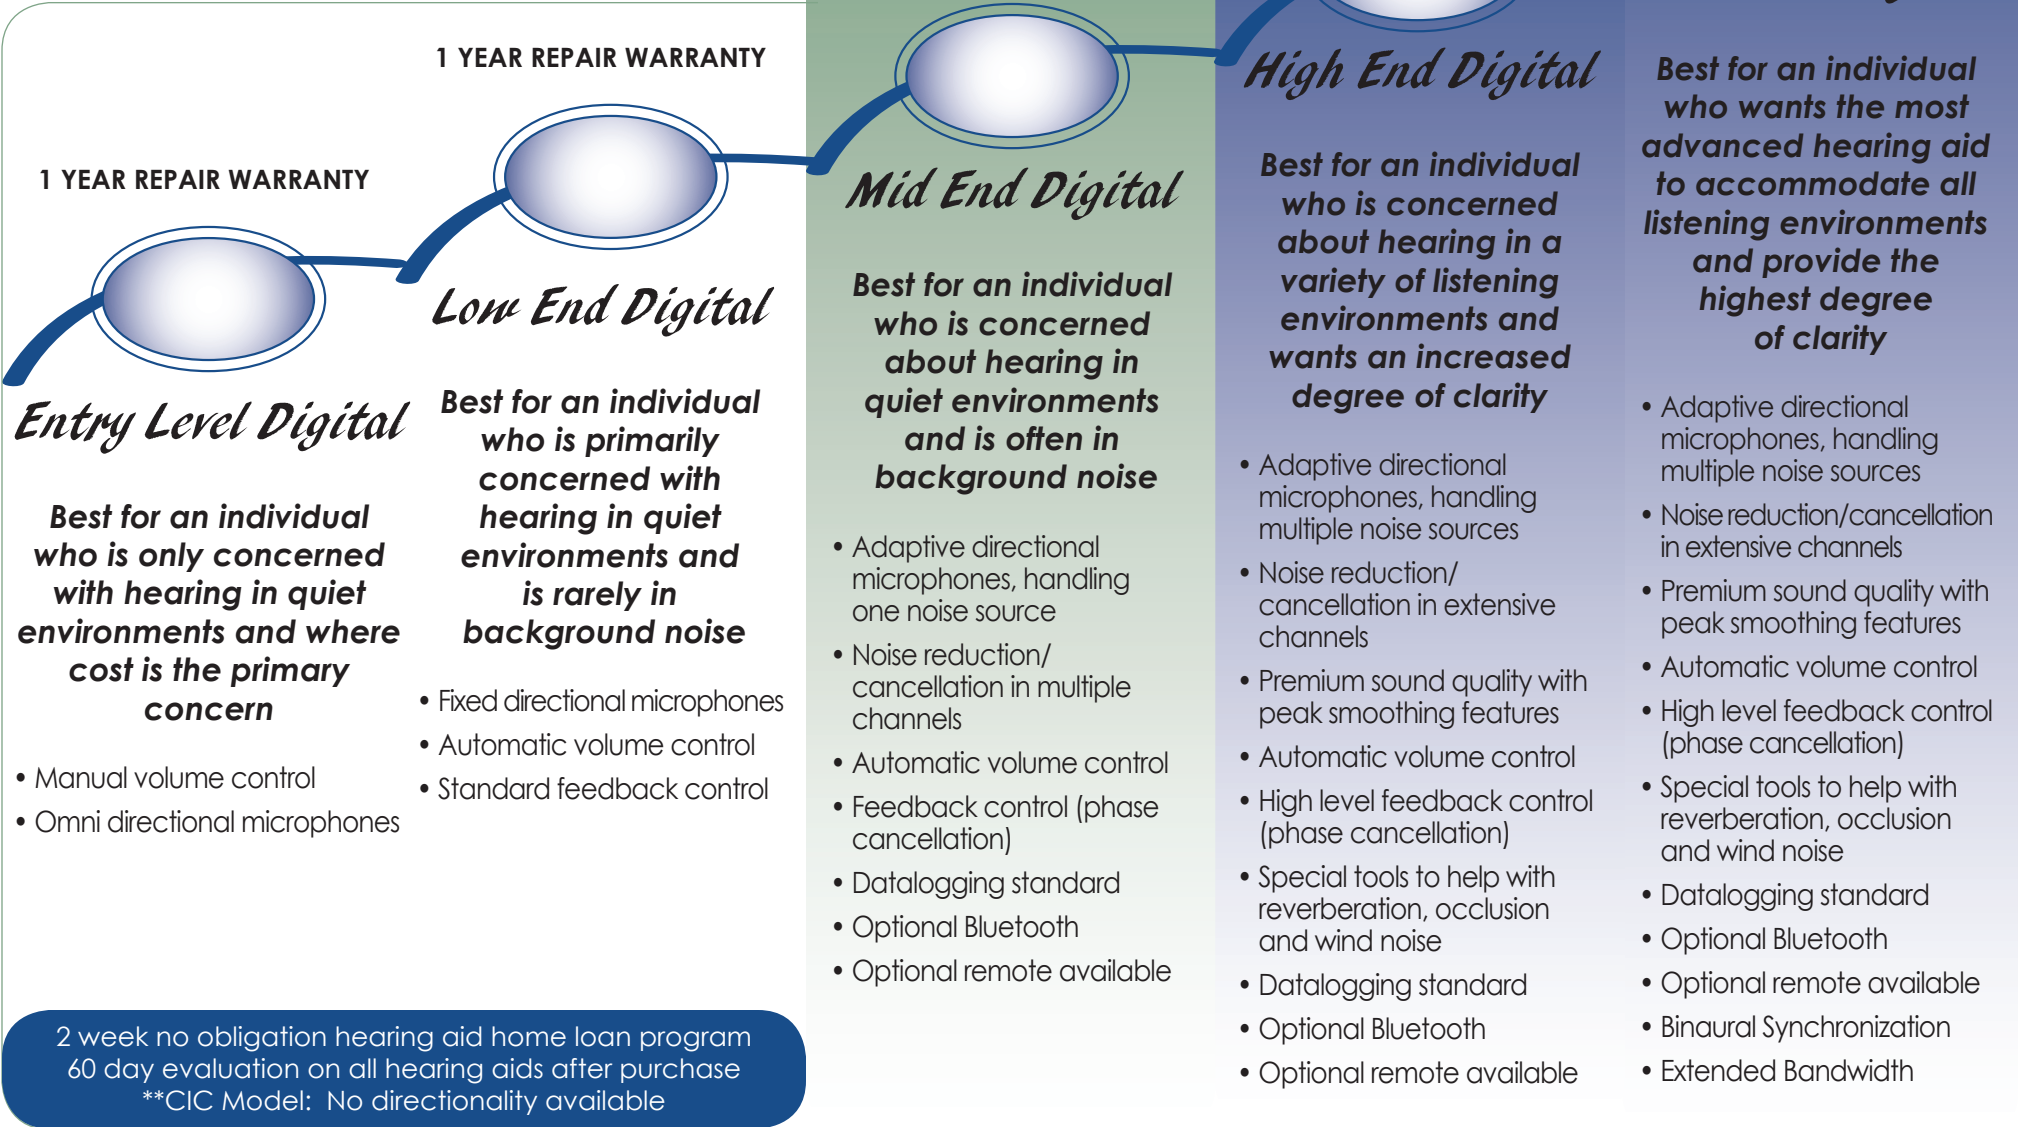 1 YEAR REPAIR WARRANTY
Entry Level Digital
Best for an individual
who is only concerned
with hearing in quiet
environments and where
cost is the primary
concern
• Manual volume control
• Omni directional microphones
1 YEAR REPAIR WARRANTY
Low End Digital
Best for an individual
who is primarily
concerned with
hearing in quiet
environments and
is rarely in
background noise
• Fixed directional microphones
• Automatic volume control
• Standard feedback control
2 week no obligation hearing aid home loan program
60 day evaluation on all hearing aids after purchase
**CIC Model: No directionality available
Mid End Digital
Best for an individual
who is concerned
about hearing in
quiet environments
and is often in
background noise
• Adaptive directional
microphones, handling
one noise source
• Noise reduction/
cancellation in multiple
channels
• Automatic volume control
• Feedback control (phase
cancellation)
• Datalogging standard
• Optional Bluetooth
• Optional remote available
High End Digital
Best for an individual
who is concerned
about hearing in a
variety of listening
environments and
wants an increased
degree of clarity
• Adaptive directional
microphones, handling
multiple noise sources
• Noise reduction/
cancellation in extensive
channels
• Premium sound quality with
peak smoothing features
• Automatic volume control
• High level feedback control
(phase cancellation)
• Special tools to help with
reverberation, occlusion
and wind noise
• Datalogging standard
• Optional Bluetooth
• Optional remote available
Best for an individual
who wants the most
advanced hearing aid
to accommodate all
listening environments
and provide the
highest degree
of clarity
• Adaptive directional
microphones, handling
multiple noise sources
• Noise reduction/cancellation
in extensive channels
• Premium sound quality with
peak smoothing features
• Automatic volume control
• High level feedback control
(phase cancellation)
• Special tools to help with
reverberation, occlusion
and wind noise
• Datalogging standard
• Optional Bluetooth
• Optional remote available
• Binaural Synchronization
• Extended Bandwidth